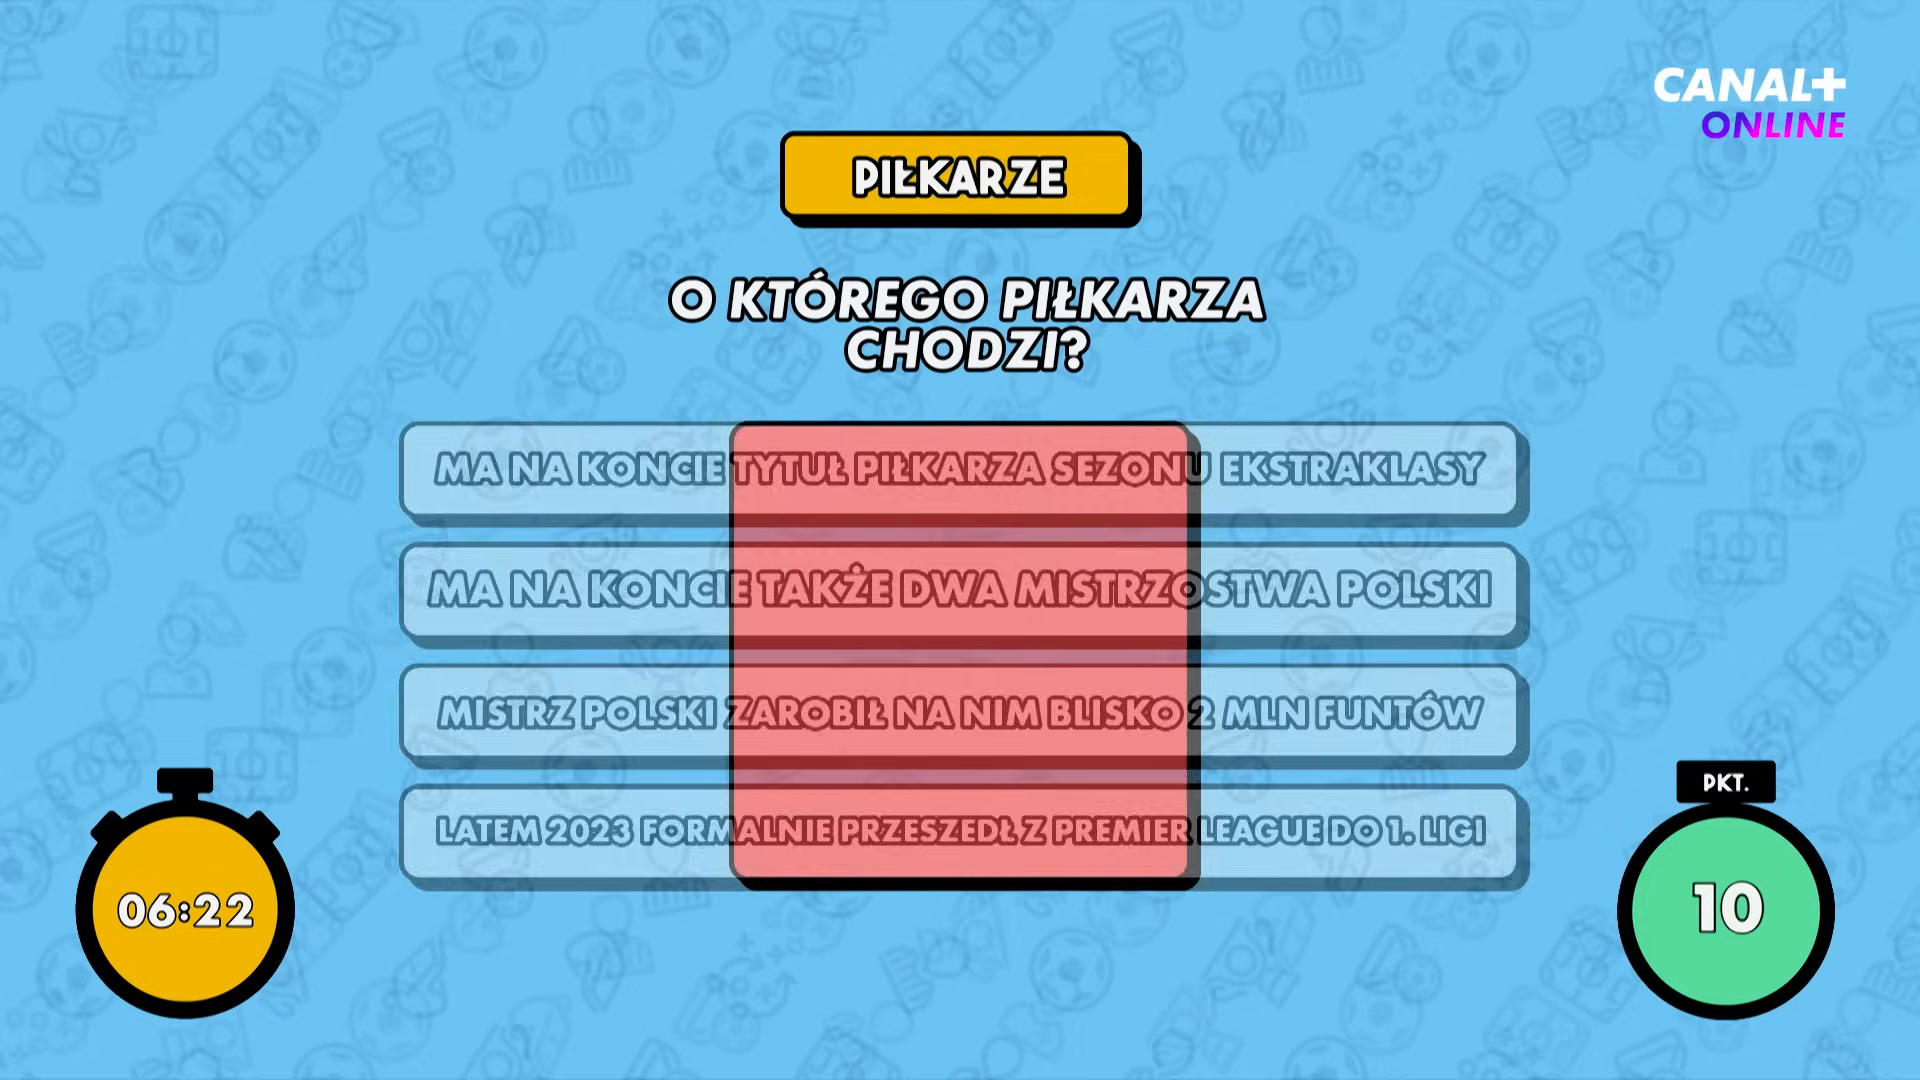 CANAL+
ONLINE
PIŁKARZE
O KTÓREGO PIŁKARZA
CHODZI?
MA NA KONCIE TYTUŁ PIŁKARZA SEZONU EKSTRAKLASY
MA NA KONCIE TAKŻE DWA MISTRZOSTWA POLSKI
MISTRZ POLSKI ZAROBIŁ NA NIM BLISKO 2 MLN FUNTÓW
LATEM 2023 FORMALNIE PRZESZEDŁ Z PREMIER LEAGUE DO 1. LIGI
06:22
PKT.
10